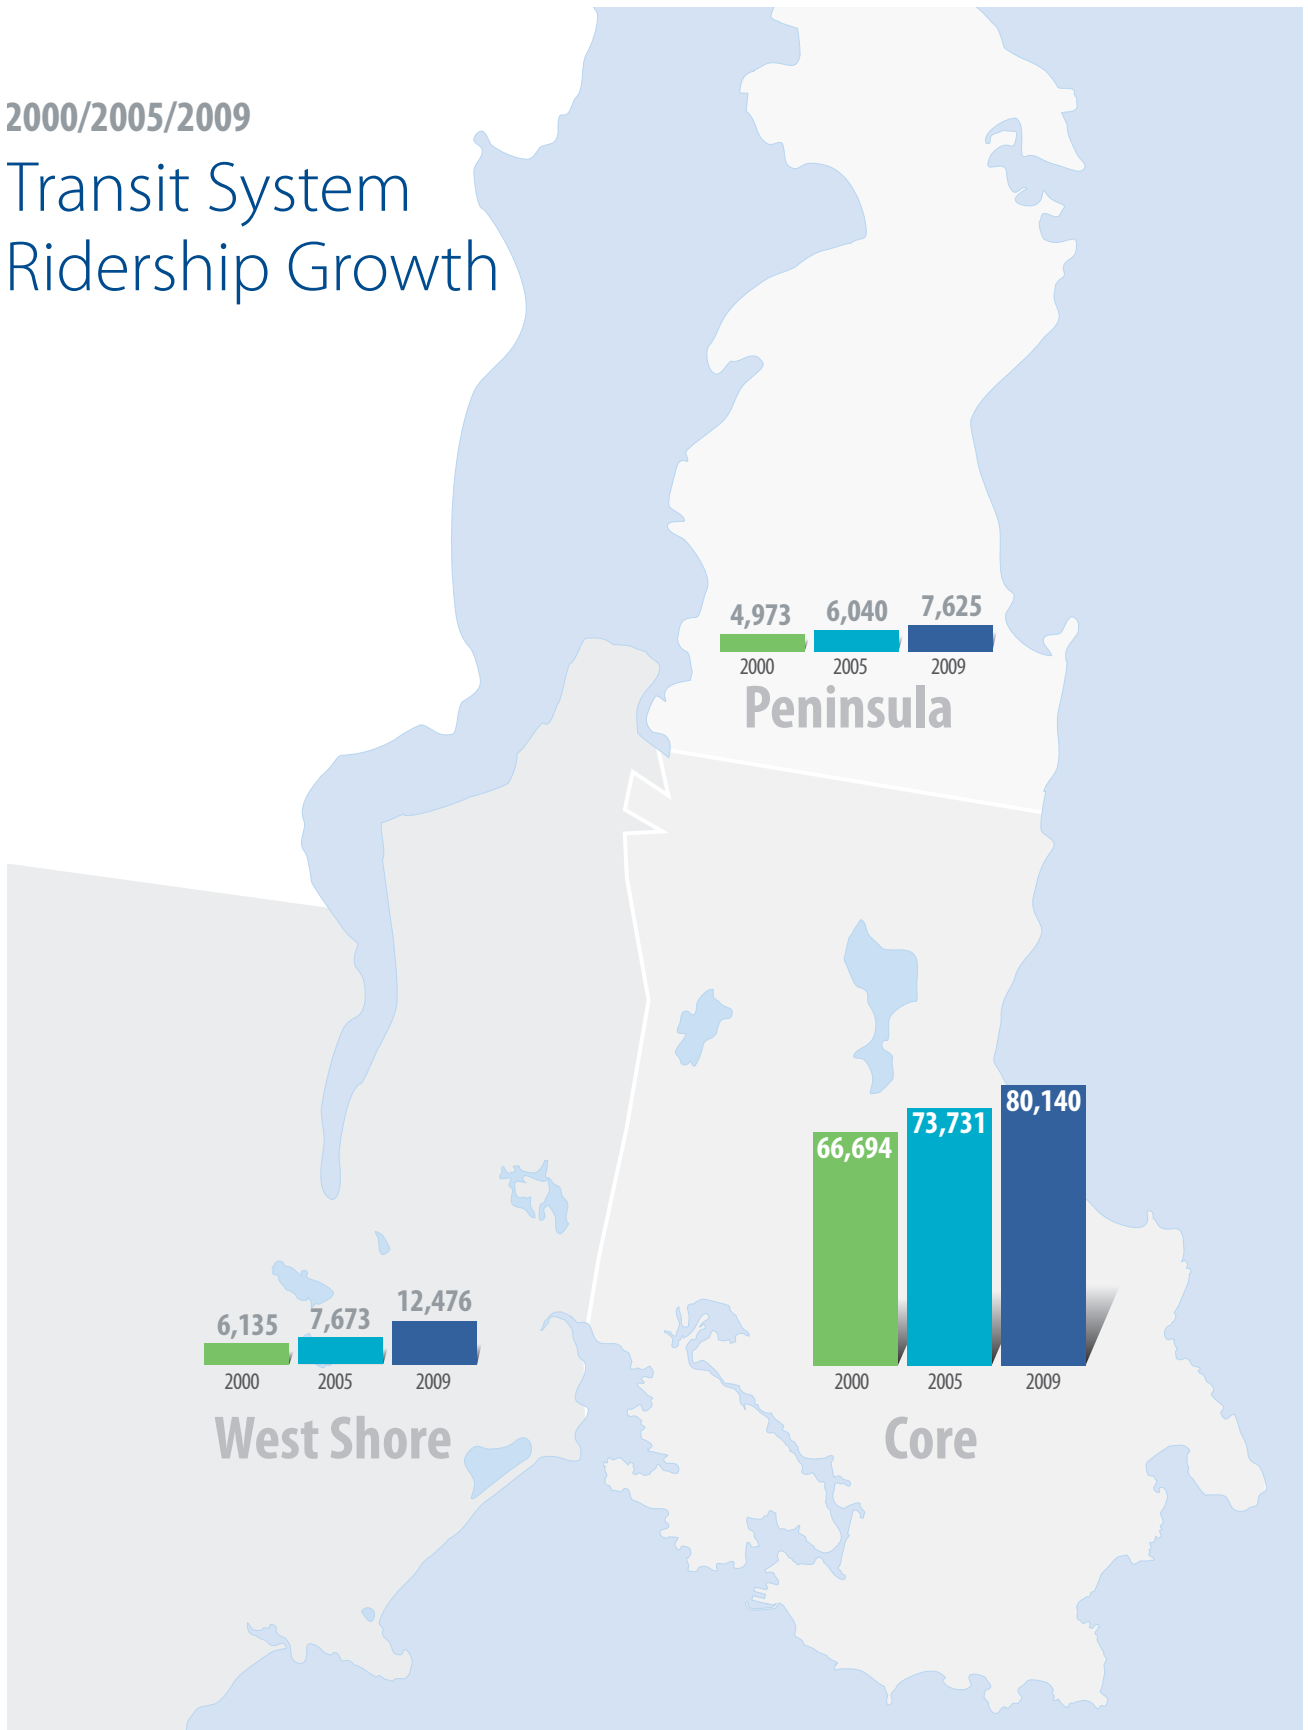 2000/2005/2009
Transit System
Ridership Growth
4,973 6,040 7,625
2000 2005 2009
Peninsula
66,694 73,731 80,140
2000 2005 2009
Core
6,135 7,673 12,476
2000 2005 2009
West Shore